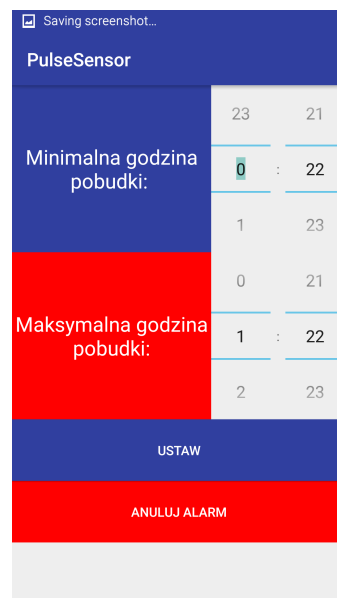 Saving screenshot...
PulseSensor
Minimalna godzina
pobudki:
23 21
0 : 22
1 23
Maksymalna godzina
pobudki:
0 21
1 : 22
2 23
USTAW
ANULUJ ALARM